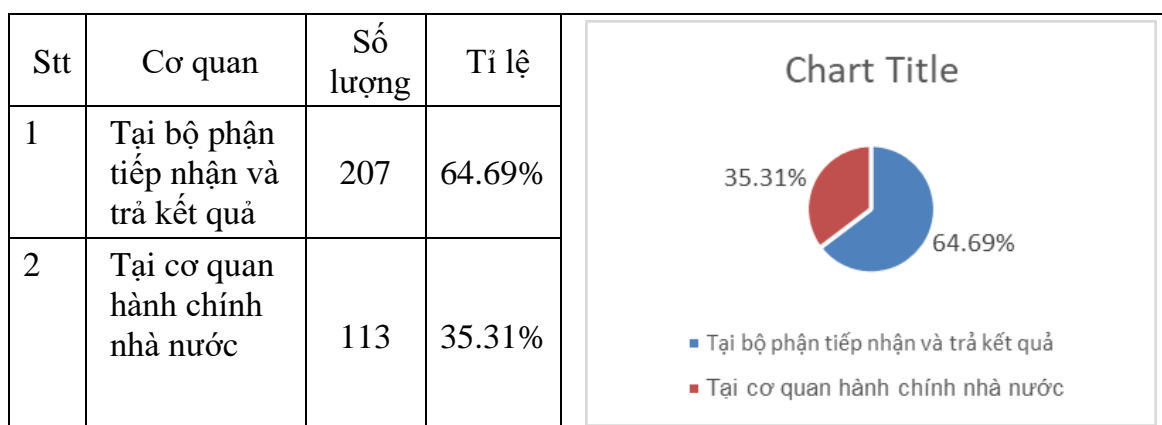 Stt
Cơ quan
Số
lượng
Tỉ lệ
1
Tại bộ phận
tiếp nhận và
trả kết quả
207
64.69%
2
Tại cơ quan
hành chính
nhà nước
113
35.31%
Chart Title
35.31%
64.69%
Tại bộ phận tiếp nhận và trả kết quả
Tại cơ quan hành chính nhà nước